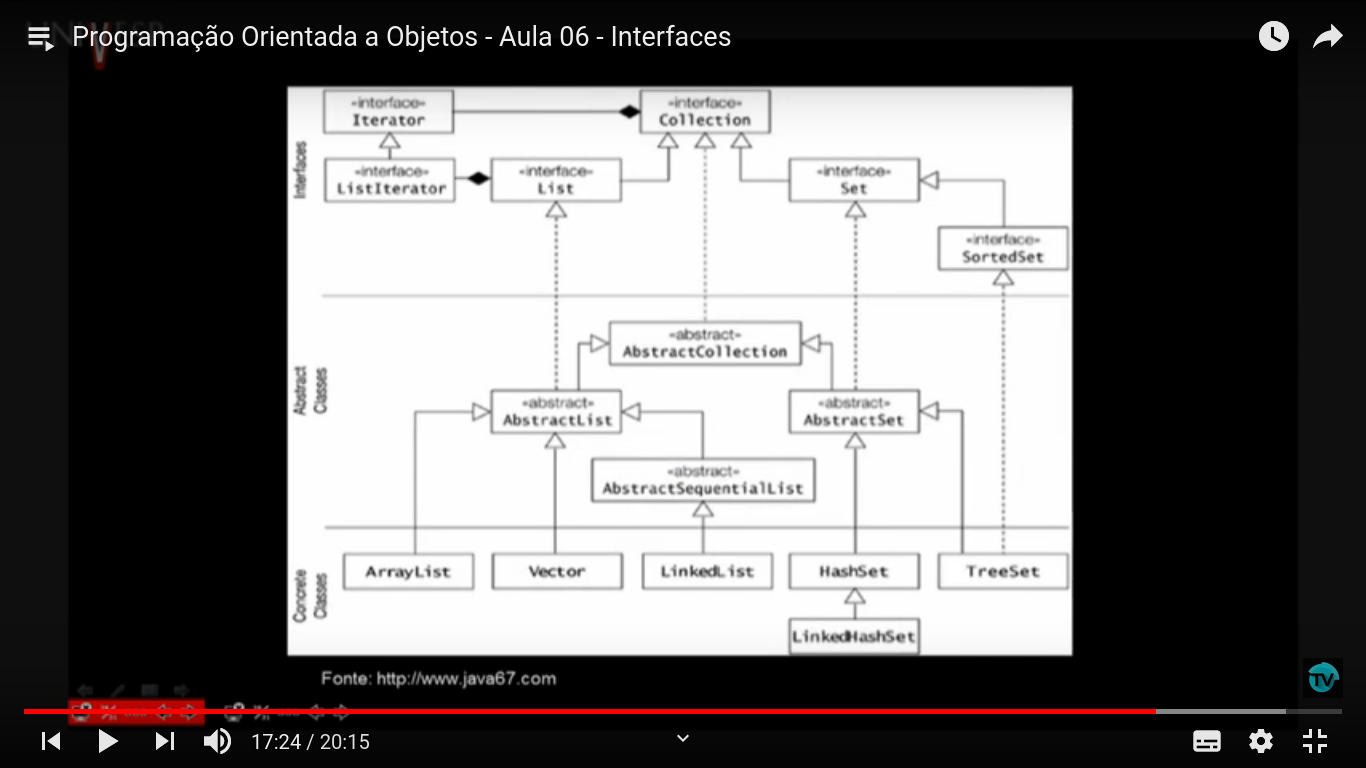 Programação Orientada a Objetos - Aula 06 - Interfaces
«interface»
Iterator
«interface»
Collection
Interfaces
«interface»
ListIterator
«interface»
List
«interface»
Set
«interface»
SortedSet
Abstract
Classes
«abstract»
AbstractCollection
«abstract»
AbstractList
«abstract»
AbstractSet
«abstract»
AbstractSequentialList
Concrete
Classes
ArrayList
Vector
LinkedList
HashSet
TreeSet
LinkedHashSet
Fonte: http://www.java67.com
TV
17:24 / 20:15